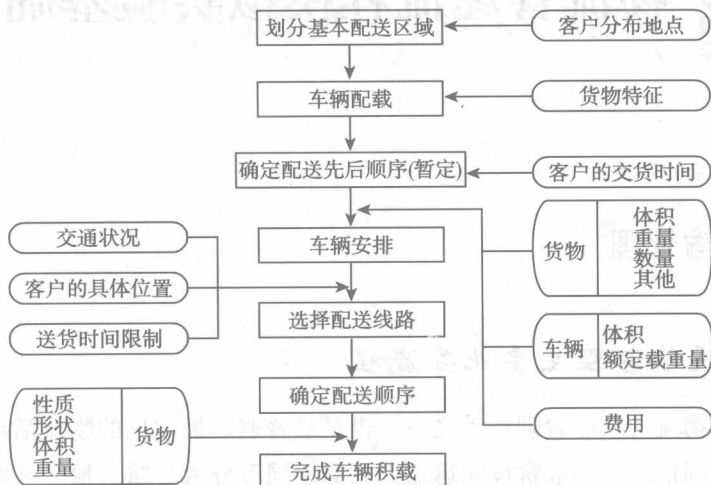 划分基本配送区域
客户分布地点
车辆配载
货物特征
确定配送先后顺序(暂定)
客户的交货时间
交通状况
客户的具体位置
送货时间限制
车辆安排
货物
体积
重量
数量
其他
选择配送线路
车辆
体积
额定载重量
确定配送顺序
费用
性质
形状
体积
重量
货物
完成车辆积载